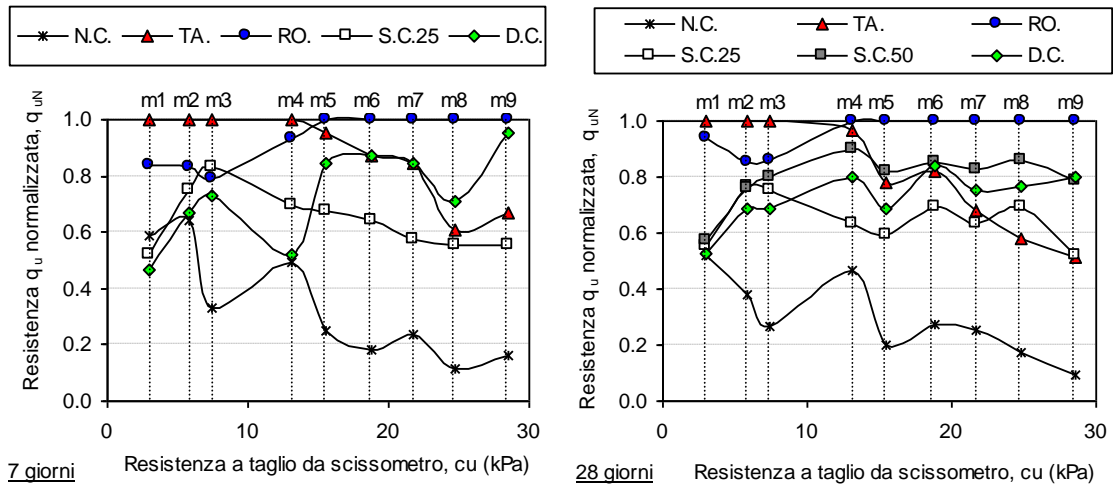 N.C. TA. RO. S.C.25 D.C.
m1 m2 m3 m4 m5 m6 m7 m8 m9
1.0
0.8
0.6
0.4
0.2
0.0
0 10 20 30
Resistenza qu normalizzata, quN
Resistenza a taglio da scissometro, cu (kPa)
7 giorni
N.C. TA. RO.
S.C.25 S.C.50 D.C.
m1 m2 m3 m4 m5 m6 m7 m8 m9
1.0
0.8
0.6
0.4
0.2
0.0
0 10 20 30
Resistenza qu normalizzata, quN
Resistenza a taglio da scissometro, cu (kPa)
28 giorni